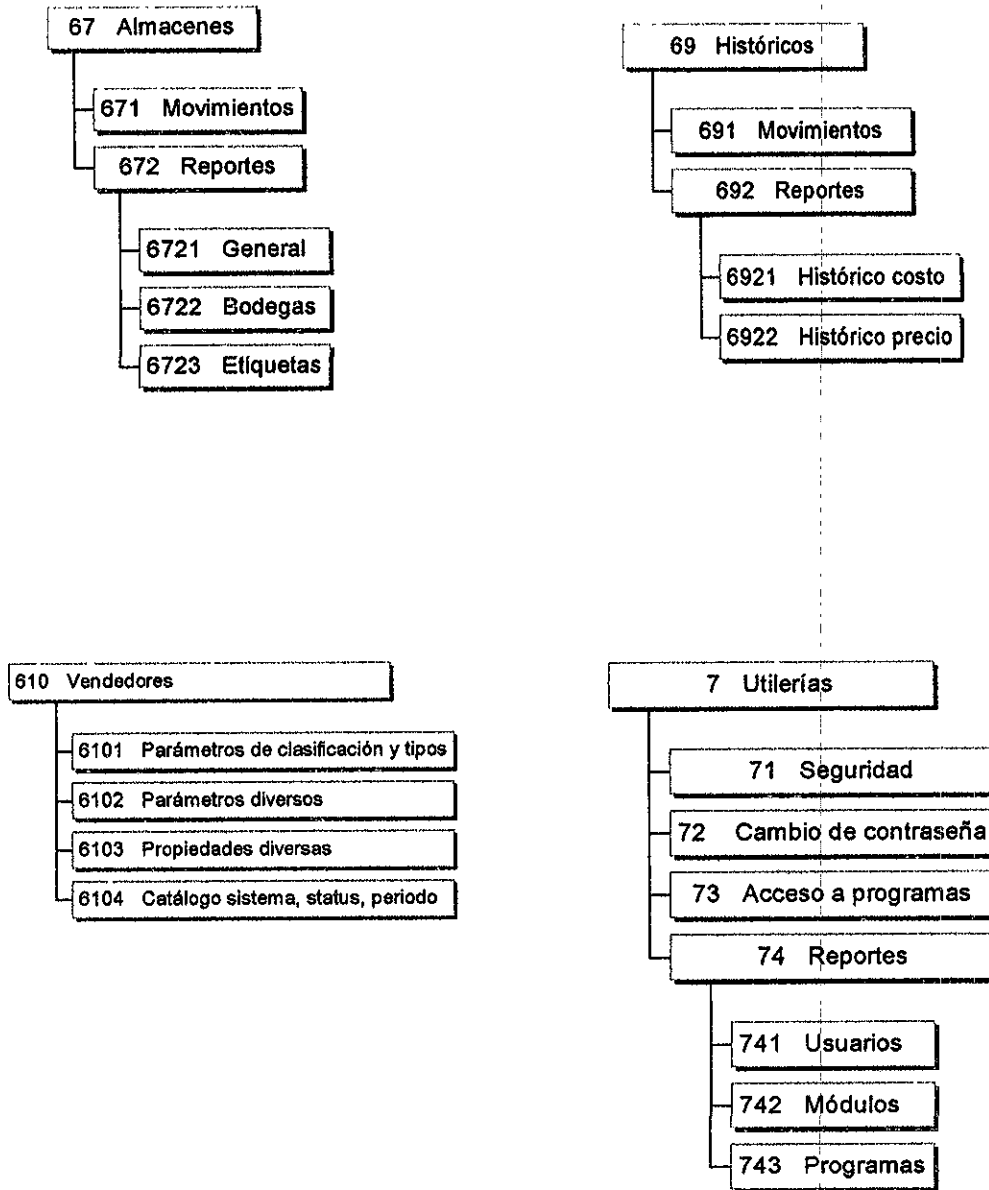 67 Almacenes
671 Movimientos
672 Reportes
6721 General
6722 Bodegas
6723 Etiquetas
69 Históricos
691 Movimientos
692 Reportes
6921 Histórico costo
6922 Histórico precio
610 Vendedores
6101 Parámetros de clasificación y tipos
6102 Parámetros diversos
6103 Propiedades diversas
6104 Catálogo sistema, status, periodo
7 Utilerías
71 Seguridad
72 Cambio de contraseña
73 Acceso a programas
74 Reportes
741 Usuarios
742 Módulos
743 Programas